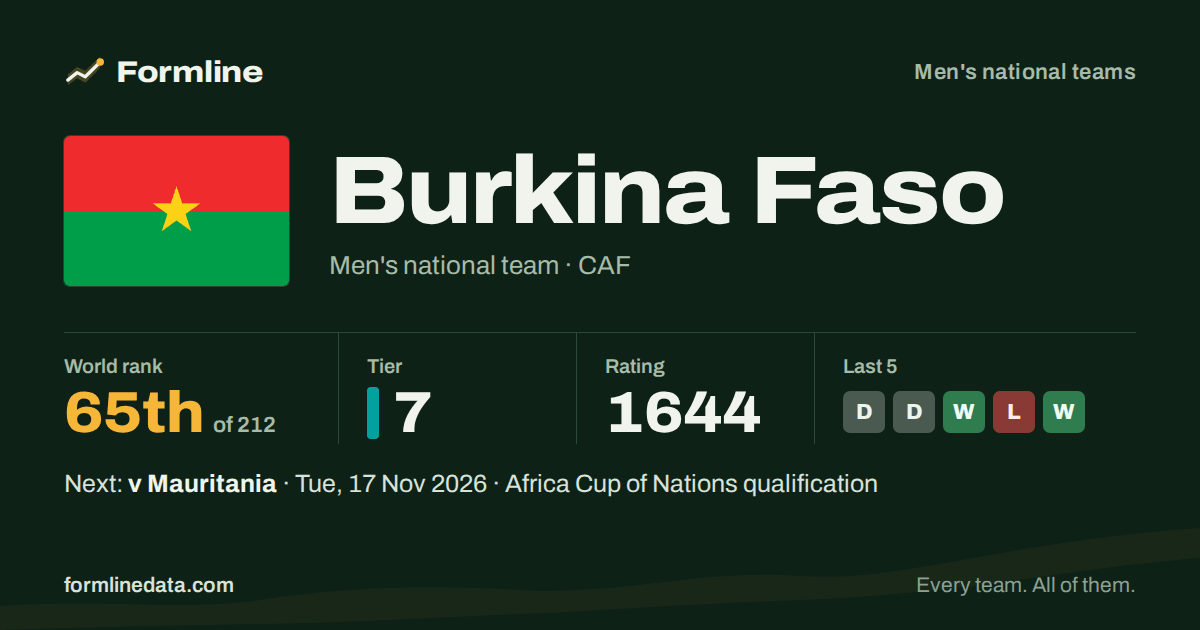 Formline
Men's national teams
Burkina Faso
Men's national team · CAF
World rank
65th of 212
Tier
7
Rating
1644
Last 5
D D W L W
Next: v Mauritania · Tue, 17 Nov 2026 · Africa Cup of Nations qualification
formlinedata.com
Every team. All of them.